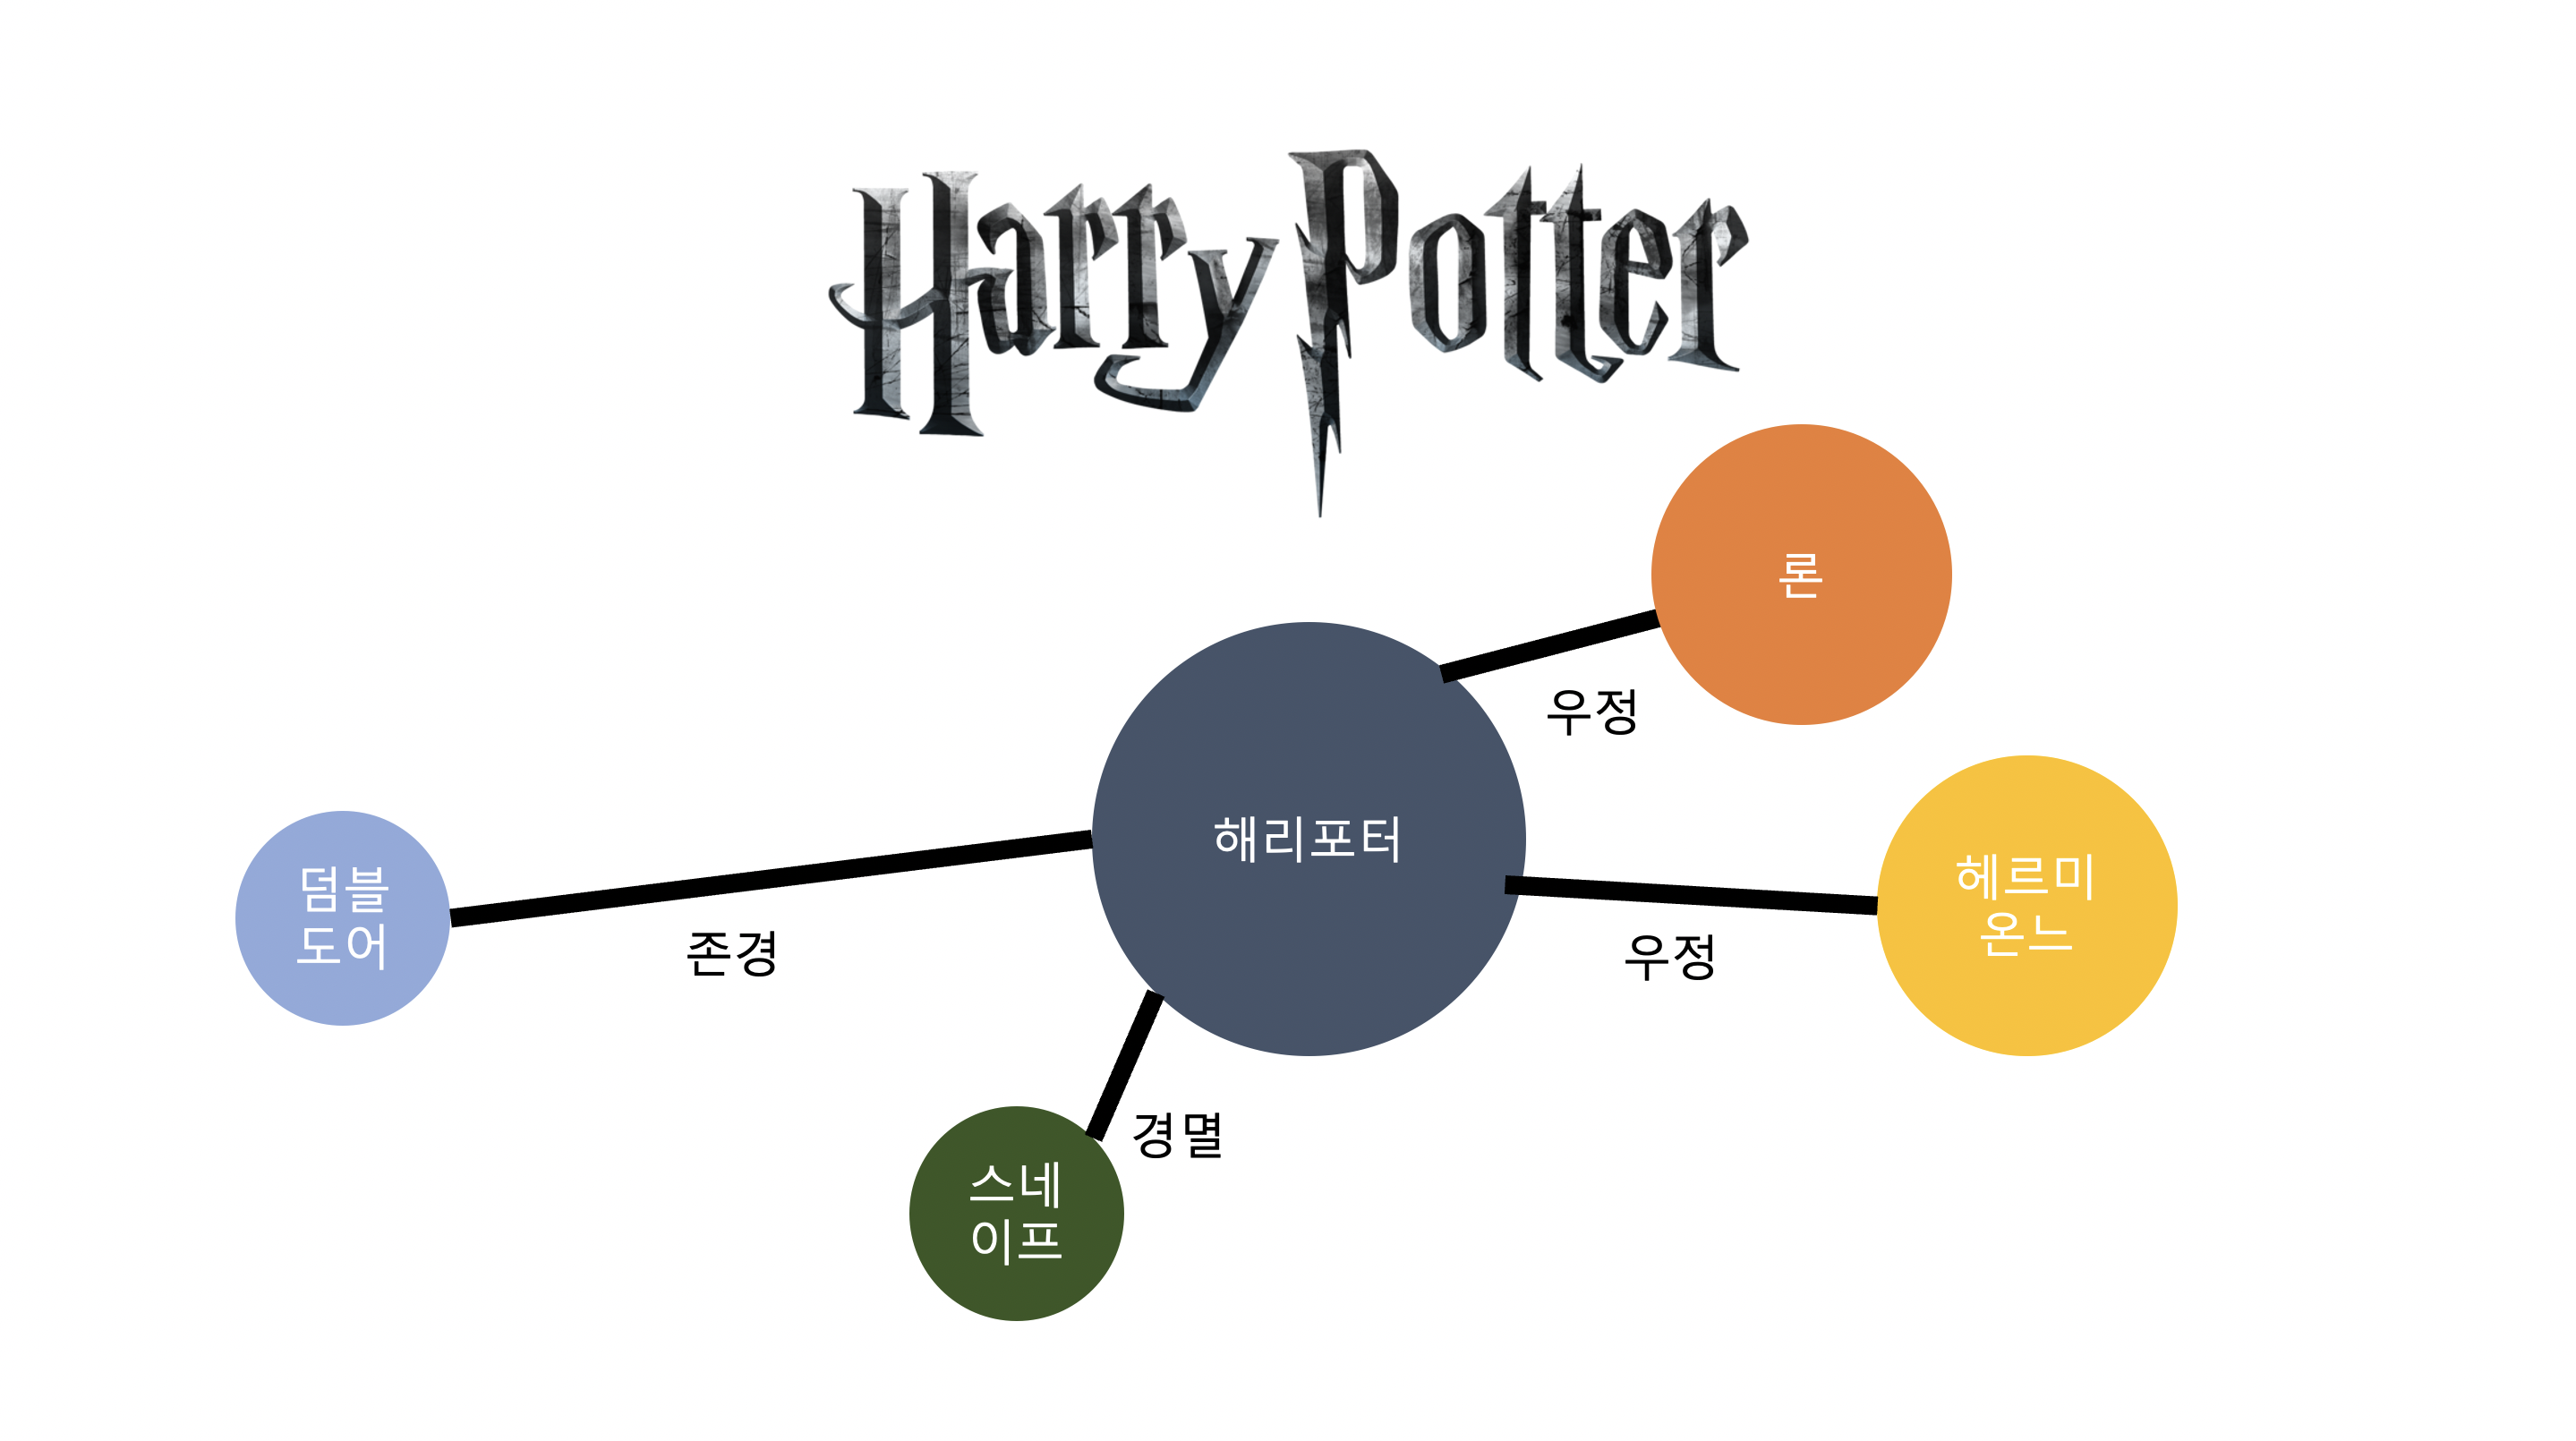 Harry Potter
론
우정
해리포터
덤블
도어
존경
헤르미
온느
우정
경멸
스네
이프